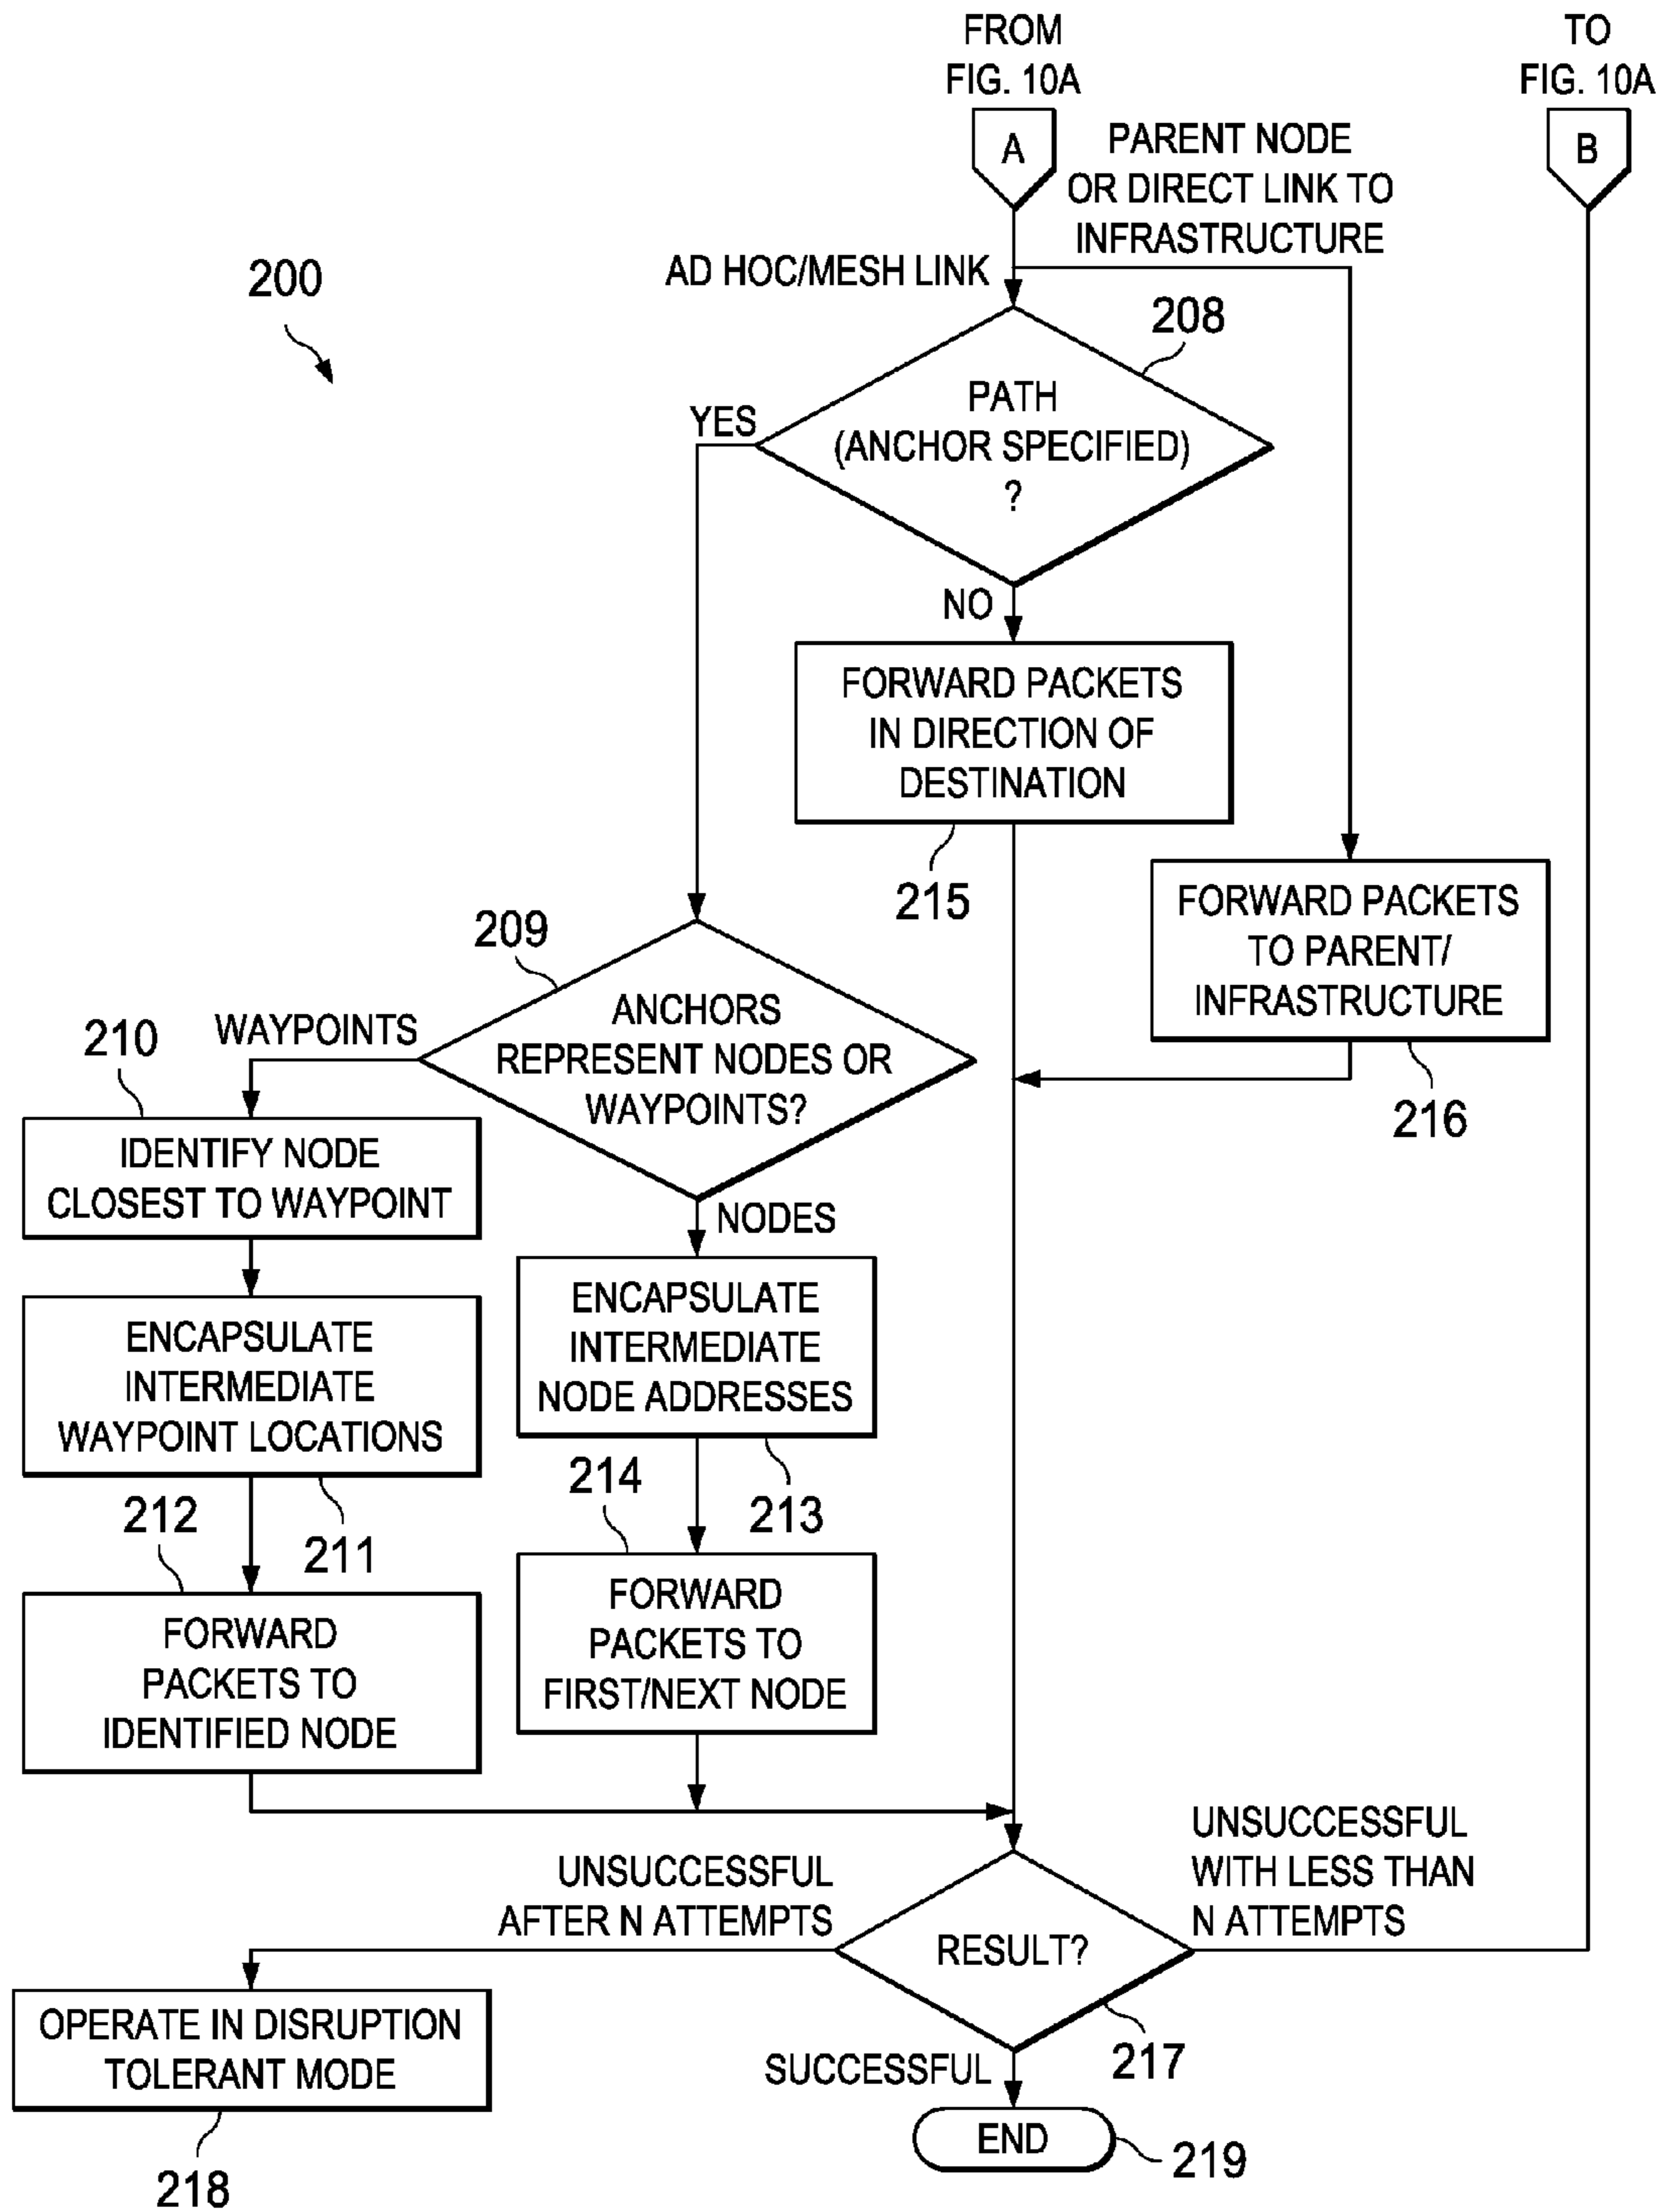 FROM
FIG. 10A
TO
FIG. 10A
A
B
PARENT NODE
OR DIRECT LINK TO
INFRASTRUCTURE
AD HOC/MESH LINK
200
208
PATH
(ANCHOR SPECIFIED)
?
YES
NO
FORWARD PACKETS
IN DIRECTION OF
DESTINATION
215
FORWARD PACKETS
TO PARENT/
INFRASTRUCTURE
216
209
ANCHORS
REPRESENT NODES OR
WAYPOINTS?
WAYPOINTS
210
IDENTIFY NODE
CLOSEST TO WAYPOINT
NODES
ENCAPSULATE
INTERMEDIATE
WAYPOINT LOCATIONS
211
ENCAPSULATE
INTERMEDIATE
NODE ADDRESSES
213
212
FORWARD
PACKETS TO
IDENTIFIED NODE
214
FORWARD
PACKETS TO
FIRST/NEXT NODE
UNSUCCESSFUL
AFTER N ATTEMPTS
UNSUCCESSFUL
WITH LESS THAN
N ATTEMPTS
RESULT?
217
OPERATE IN DISRUPTION
TOLERANT MODE
218
SUCCESSFUL
END
219